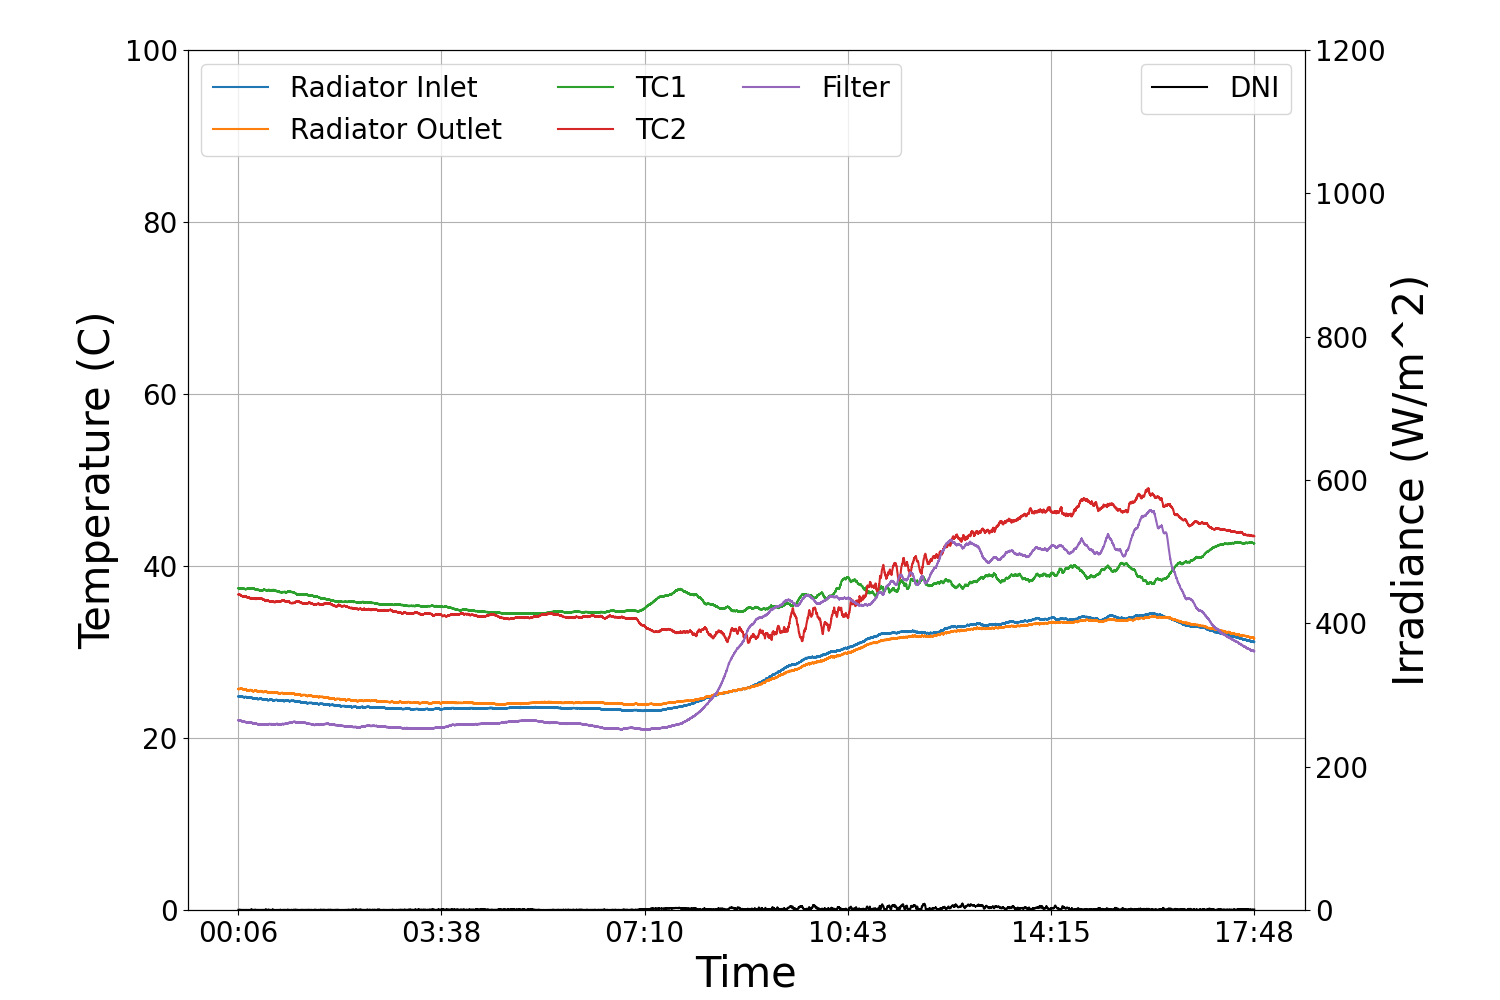 Radiator Inlet
Radiator Outlet
TC1
TC2
Filter
DNI
Temperature (C)
100
80
60
40
20
0
1200
1000
800
600
400
200
0
Irradiance (W/m^2)
00:06 03:38 07:10 10:43 14:15 17:48
Time